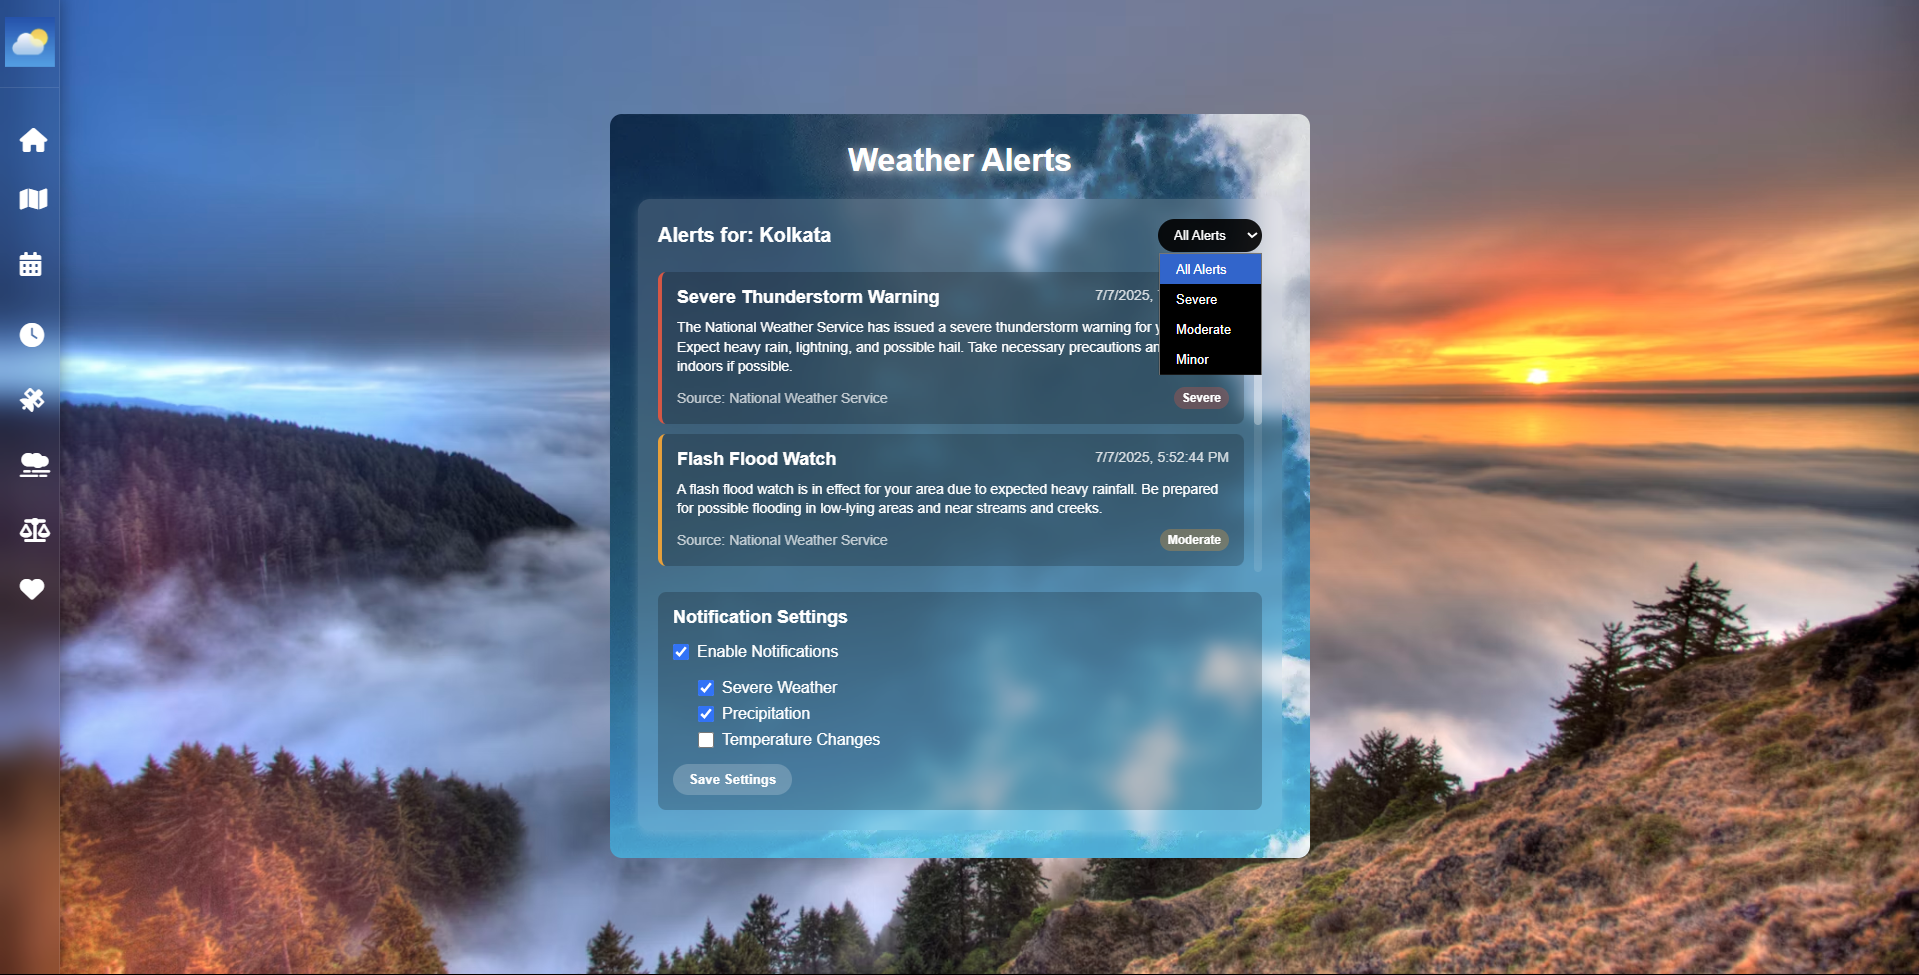 Weather Alerts
Alerts for: Kolkata
All Alerts
All Alerts
Severe
Moderate
Minor
Severe Thunderstorm Warning
7/7/2025,
The National Weather Service has issued a severe thunderstorm warning for
Expect heavy rain, lightning, and possible hail. Take necessary precautions
indoors if possible.
Source: National Weather Service
Severe
Flash Flood Watch
7/7/2025, 5:52:44 PM
A flash flood watch is in effect for your area due to expected heavy rainfall. Be prepared
for possible flooding in low-lying areas and near streams and creeks.
Source: National Weather Service
Moderate
Notification Settings
Enable Notifications
Severe Weather
Precipitation
Temperature Changes
Save Settings